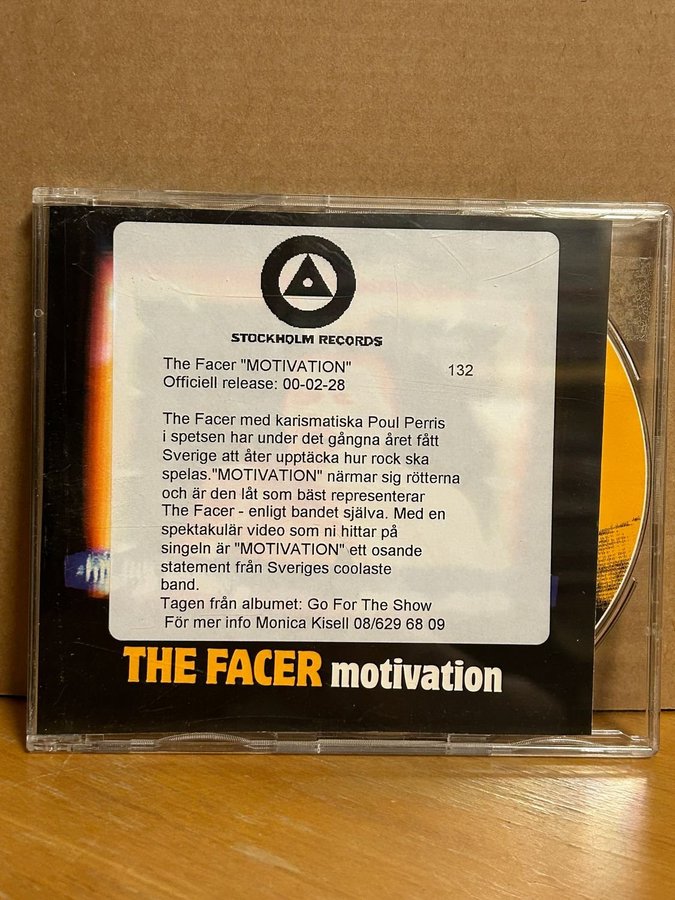 STOCKHOLM RECORDS
The Facer "MOTIVATION" 132
Officiell release: 00-02-28
The Facer med karismatiska Poul Perris
i spetsen har under det gångna året fått
Sverige att åter upptäcka hur rock ska
spelas."MOTIVATION" närmar sig rötterna
och är den låt som bäst representerar
The Facer - enligt bandet själva. Med en
spektakulär video som ni hittar på
singeln är "MOTIVATION" ett osande
statement från Sveriges coolaste
band.
Tagen från albumet: Go For The Show
För mer info Monica Kisell 08/629 68 09
THE FACER motivation